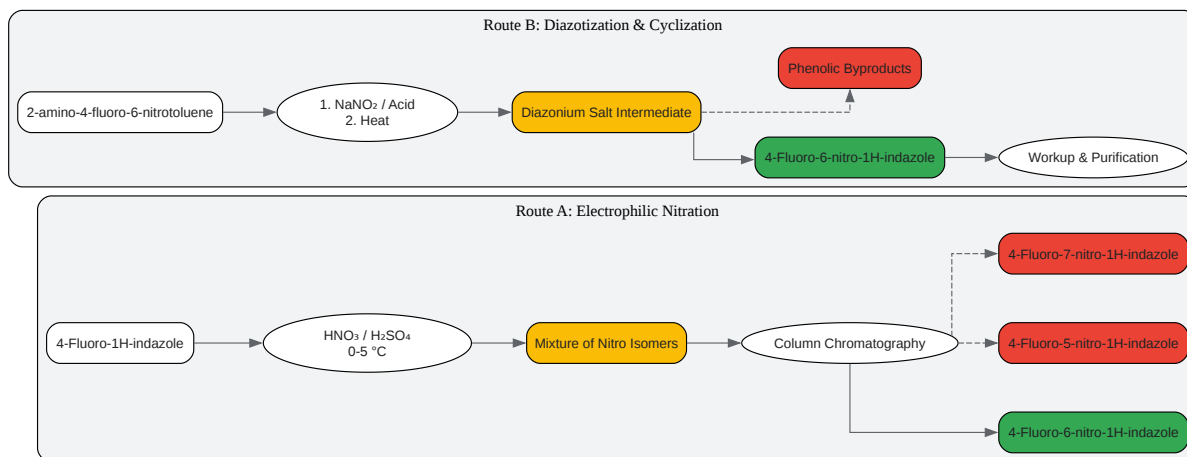 Route B: Diazotization & Cyclization
Phenolic Byproducts
2-amino-4-fluoro-6-nitrotoluene
1. NaNO₂ / Acid
2. Heat
Diazonium Salt Intermediate
4-Fluoro-6-nitro-1H-indazole
Workup & Purification
Route A: Electrophilic Nitration
4-Fluoro-7-nitro-1H-indazole
4-Fluoro-1H-indazole
HNO₃ / H₂SO₄
0-5 °C
Mixture of Nitro Isomers
Column Chromatography
4-Fluoro-5-nitro-1H-indazole
4-Fluoro-6-nitro-1H-indazole